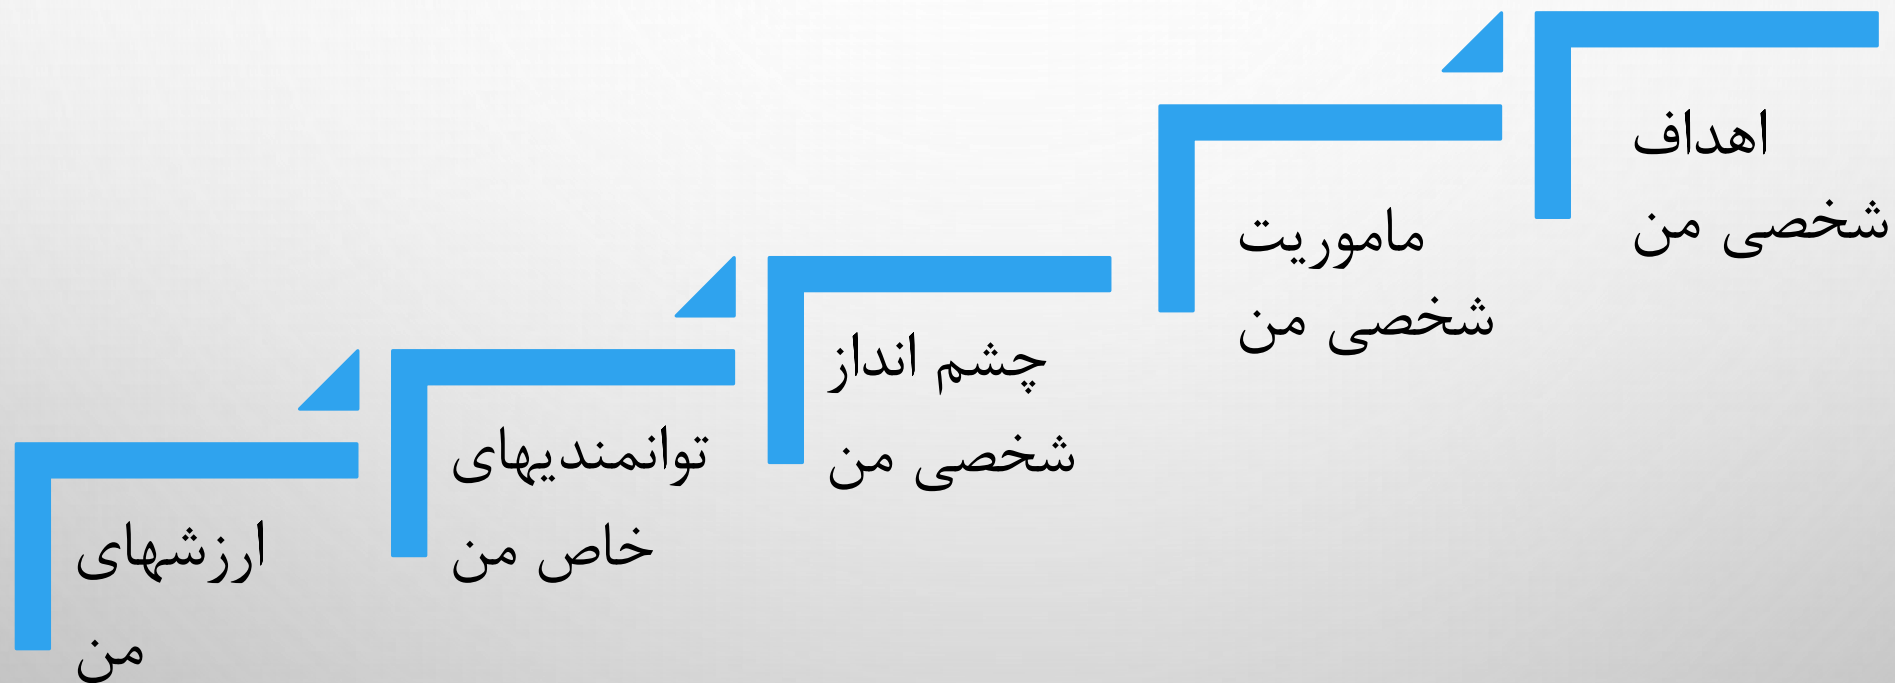 ارزشهای
من
توانمندیهای
خاص من
چشم انداز
شخصی من
ماموریت
شخصی من
اهداف
شخصی من